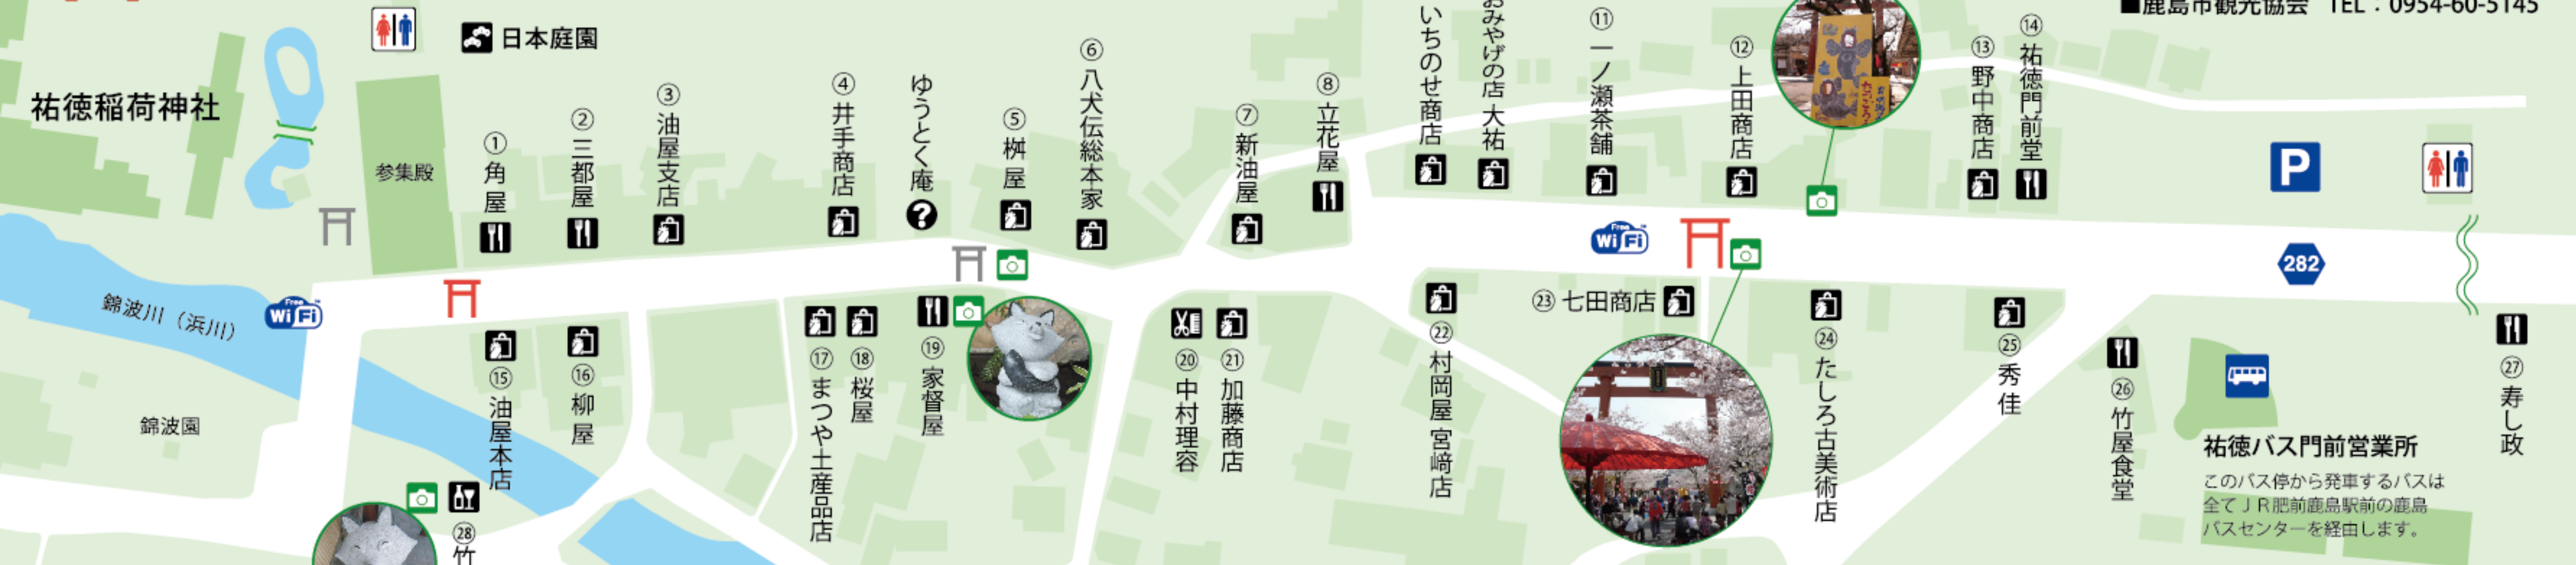 ■鹿島市観光協会 TEL：0954-60-5145
日本庭園
祐徳稲荷神社
参集殿
①角屋
②三都屋
③油屋支店
④井手商店
ゆうとく庵
?
⑤桝屋
⑥八犬伝総本家
⑦新油屋
⑧立花屋
いちのせ商店
おみやげの店 大祐
⑪一ノ瀬茶舗
⑫上田商店
⑬野中商店
⑭祐徳門前堂
P
Free
Wi Fi
282
錦波川（浜川）
Free
Wi Fi
錦波園
⑮油屋本店
⑯柳屋
⑰まつや土産品店
⑱桜屋
⑲家督屋
⑳中村理容
㉑加藤商店
㉒村岡屋 宮﨑店
㉓七田商店
㉔たしろ古美術店
㉕秀佳
㉖竹屋食堂
㉗寿し政
㉘竹
祐徳バス門前営業所
このバス停から発車するバスは
全てＪＲ肥前鹿島駅前の鹿島
バスセンターを経由します。